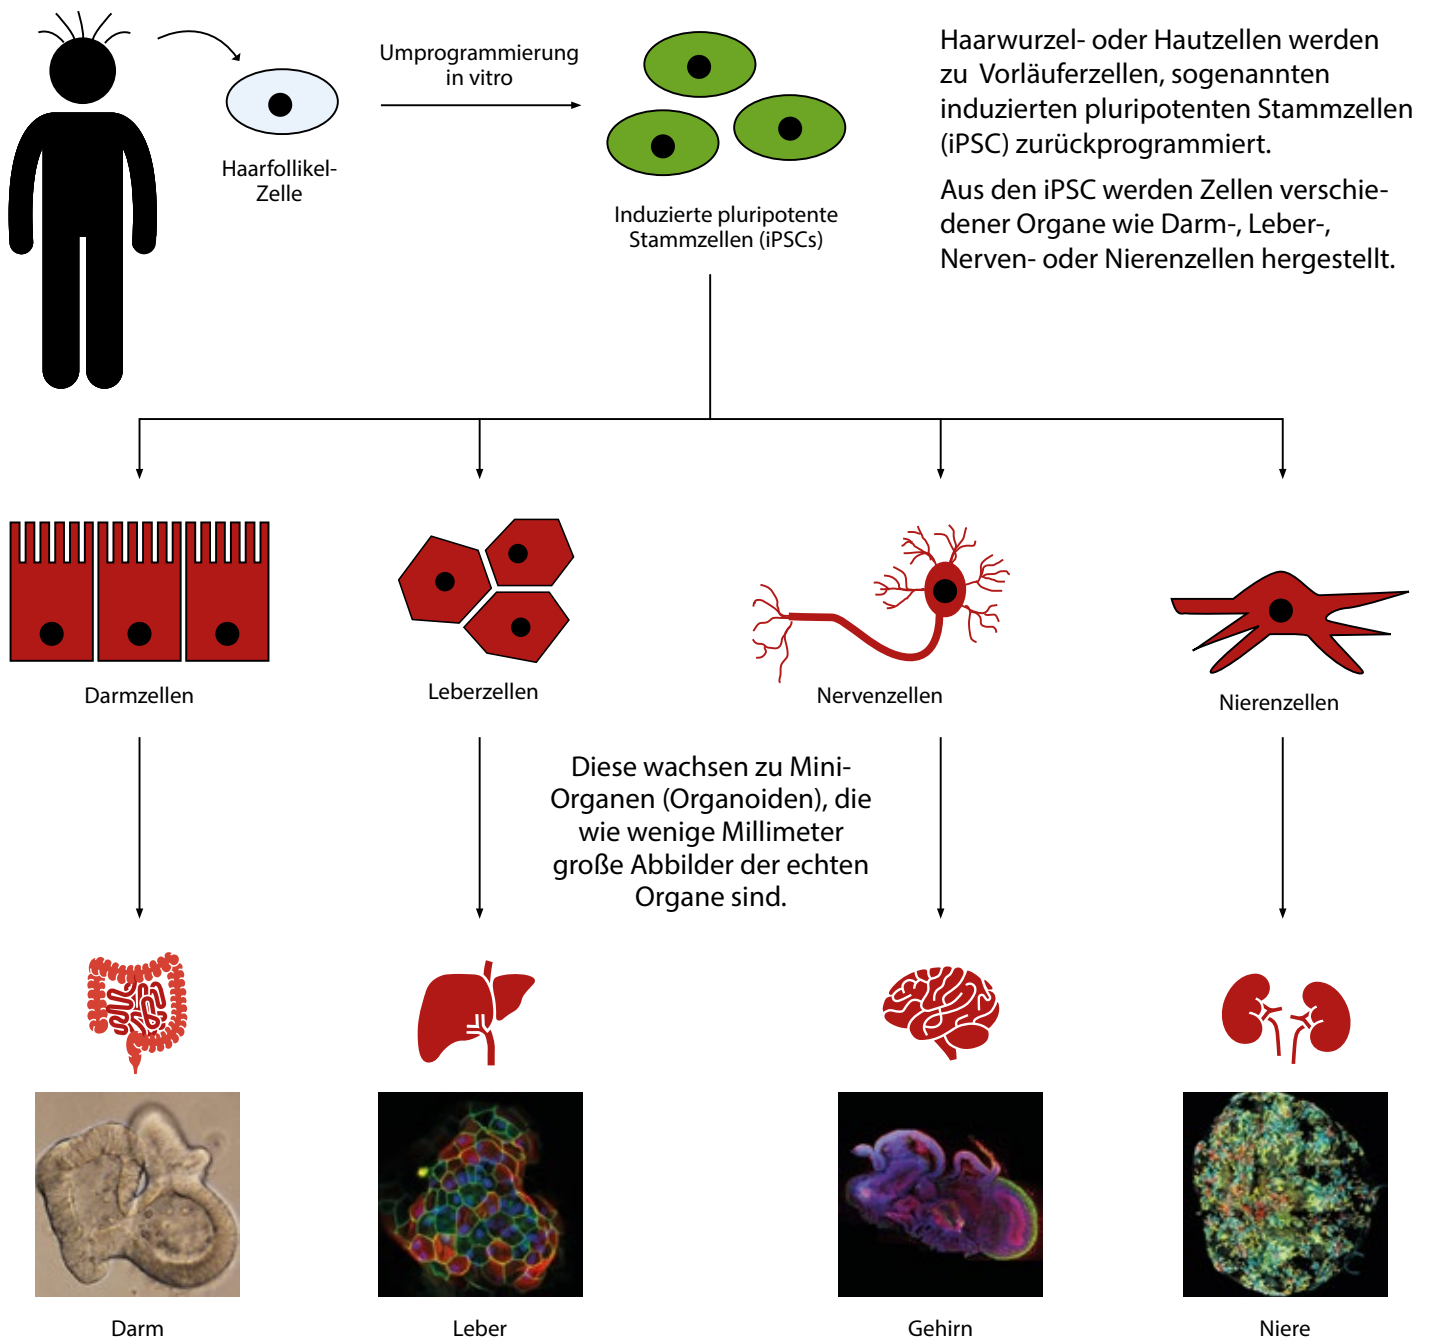 Umprogrammierung
in vitro
Haarfollikel-
Zelle
Induzierte pluripotente
Stammzellen (iPSCs)
Haarwurzel- oder Hautzellen werden
zu Vorläuferzellen, sogenannten
induzierten pluripotenten Stammzellen
(iPSC) zurückprogrammiert.
Aus den iPSC werden Zellen verschie-
dener Organe wie Darm-, Leber-,
Nerven- oder Nierenzellen hergestellt.
Darmzellen
Leberzellen
Nervenzellen
Nierenzellen
Diese wachsen zu Mini-
Organen (Organoiden), die
wie wenige Millimeter
große Abbilder der echten
Organe sind.
Darm
Leber
Gehirn
Niere